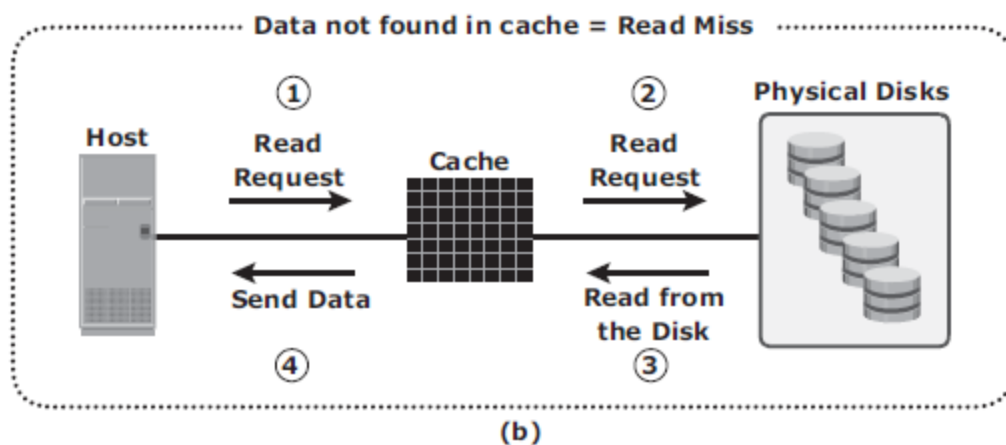 Data not found in cache = Read Miss
1
2
Physical Disks
Host
Read
Request
Cache
Read
Request
Send Data
Read from
the Disk
4
3
(b)